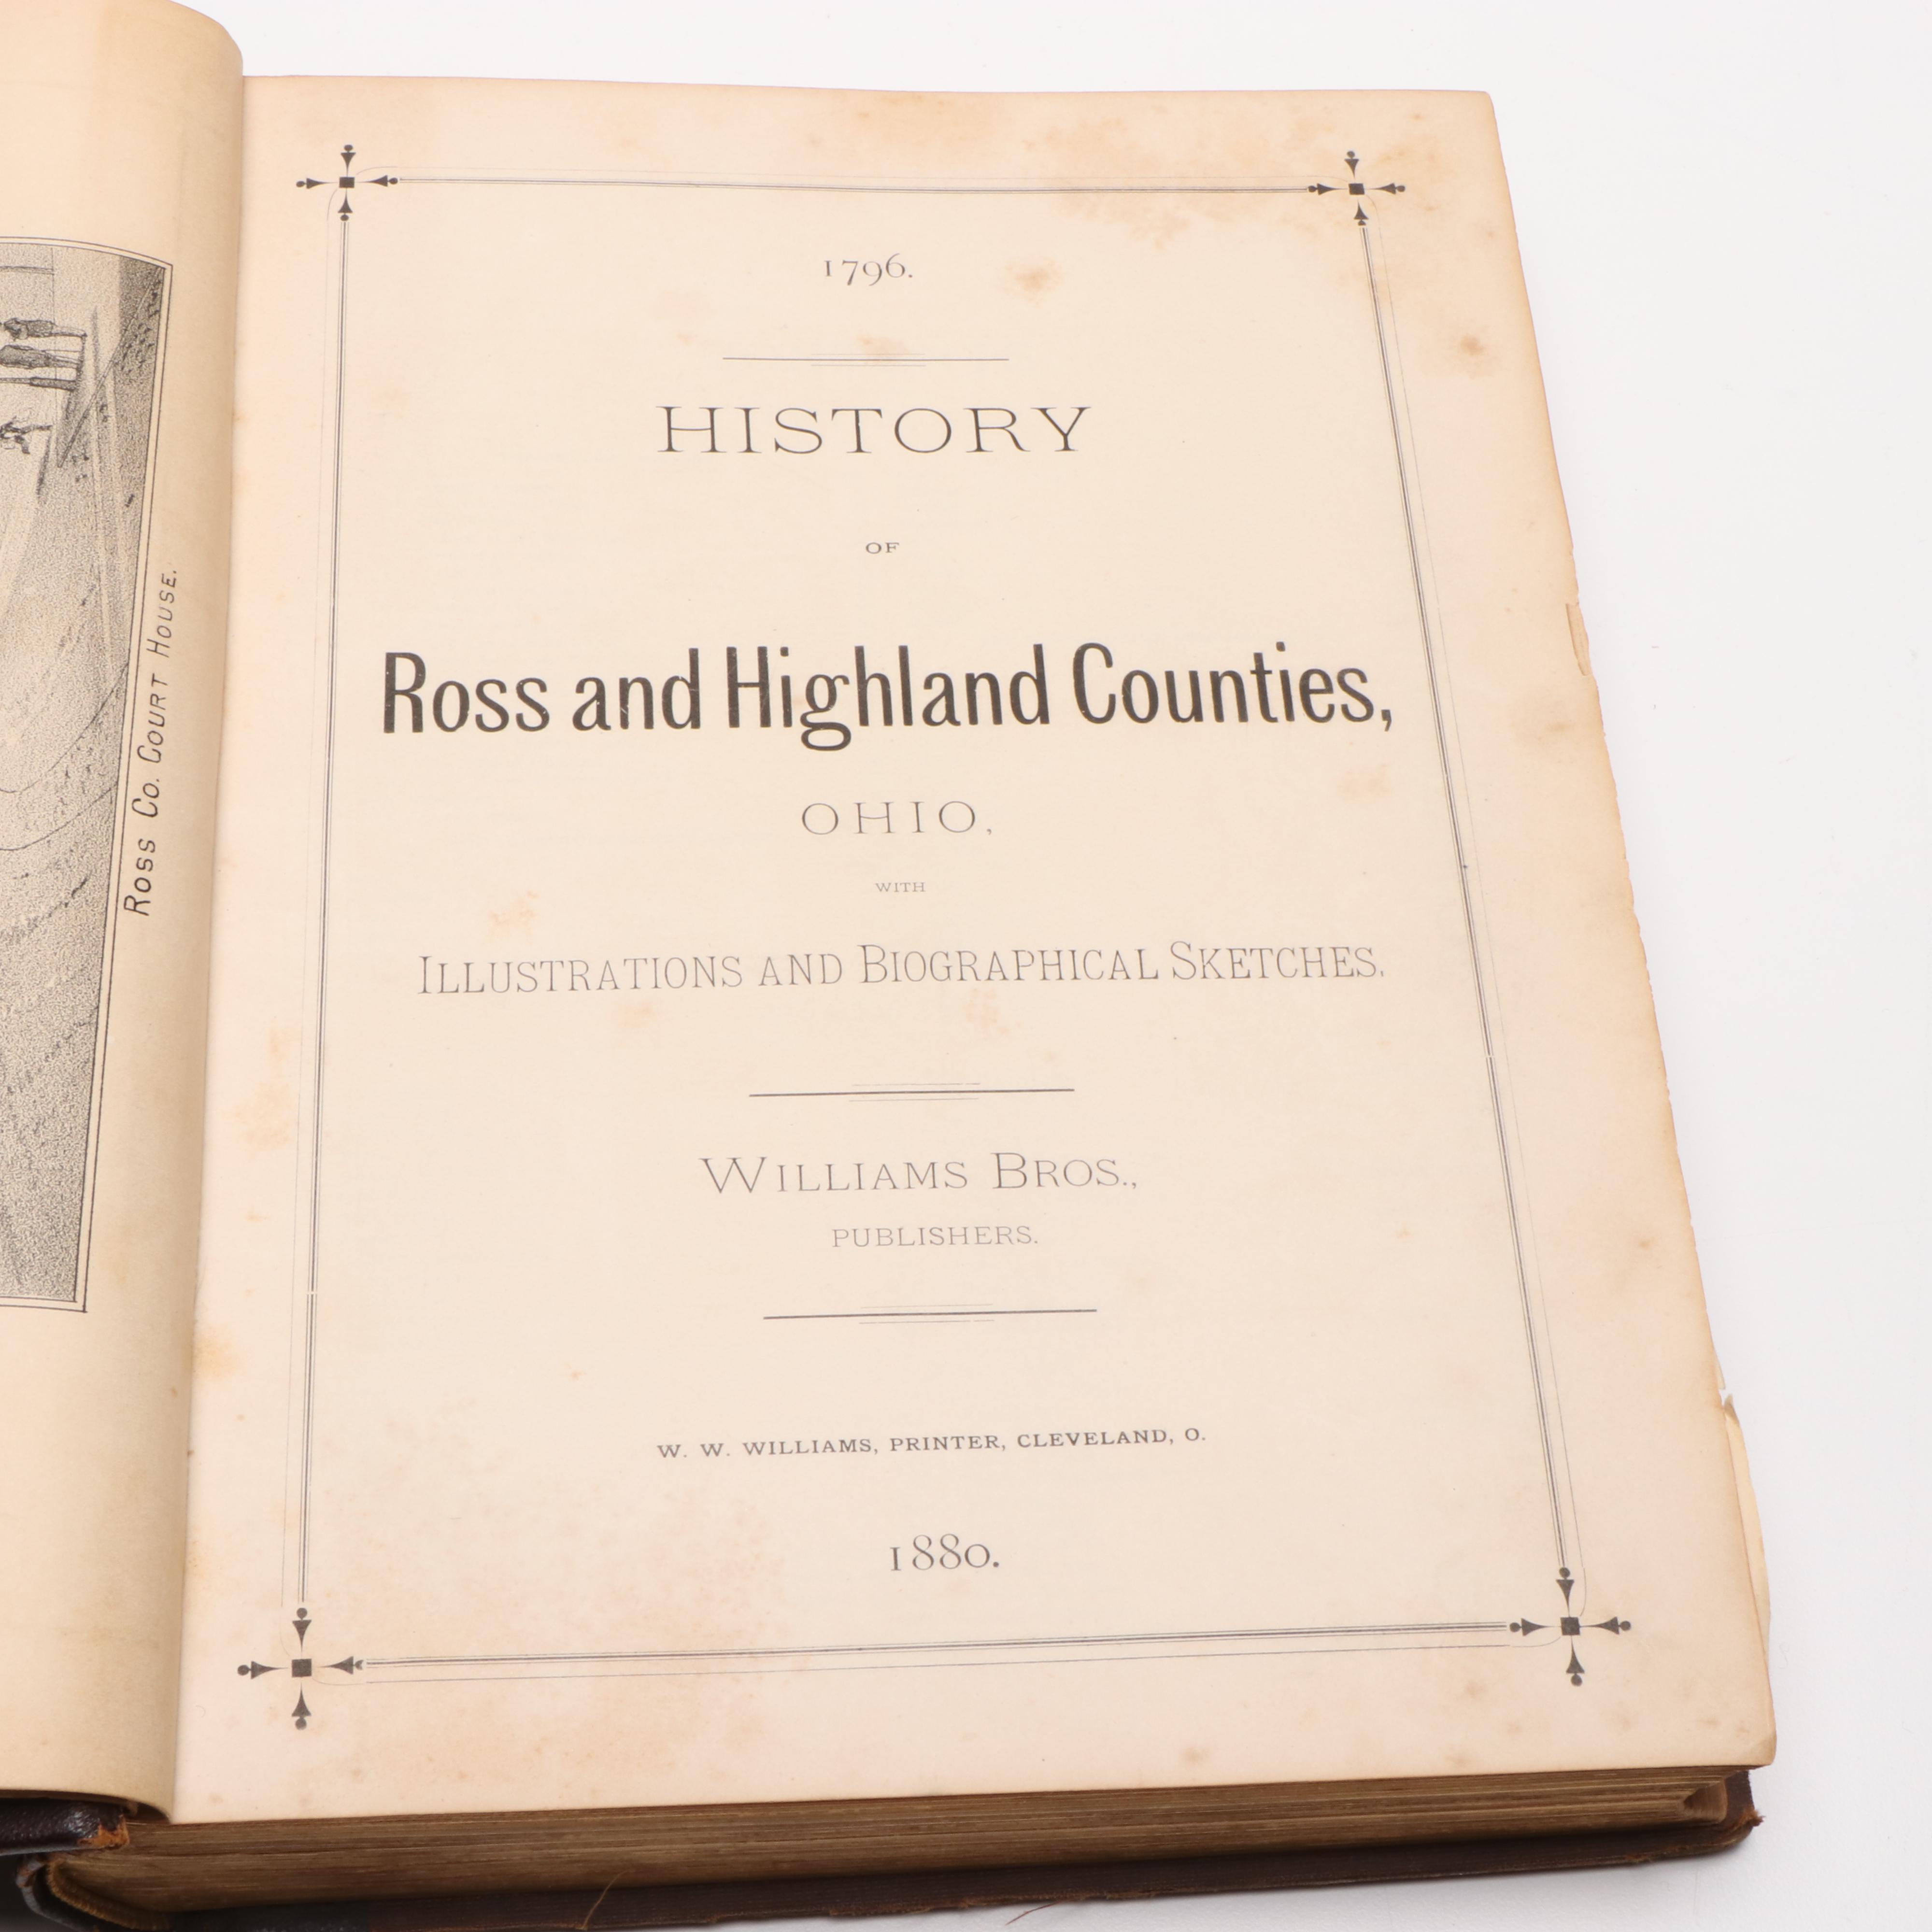 Ross Co. Court House.
1796.
HISTORY
OF
Ross and Highland Counties,
OHIO,
WITH
ILLUSTRATIONS AND BIOGRAPHICAL SKETCHES.
WILLIAMS BROS.,
PUBLISHERS.
W. W. WILLIAMS, PRINTER, CLEVELAND, O.
1880.